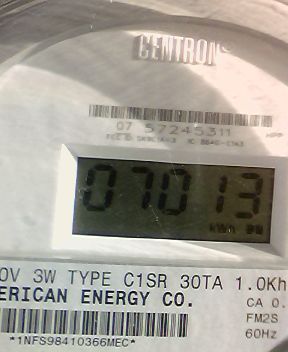 CENTRON
07 57245311
07013
kWh
0V 3W TYPE C1SR 30TA 1.0Kh
ERICAN ENERGY CO.
CA 0.
FM2S
60Hz
*1NFS98410366MEC*